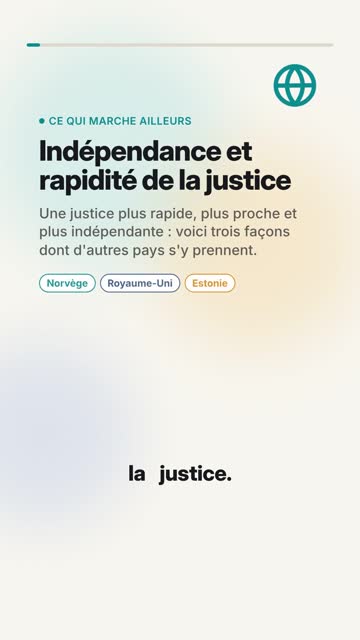 CE QUI MARCHE AILLEURS
Indépendance et
rapidité de la justice
Une justice plus rapide, plus proche et
plus indépendante : voici trois façons
dont d'autres pays s'y prennent.
Norvège Royaume-Uni Estonie
la justice.